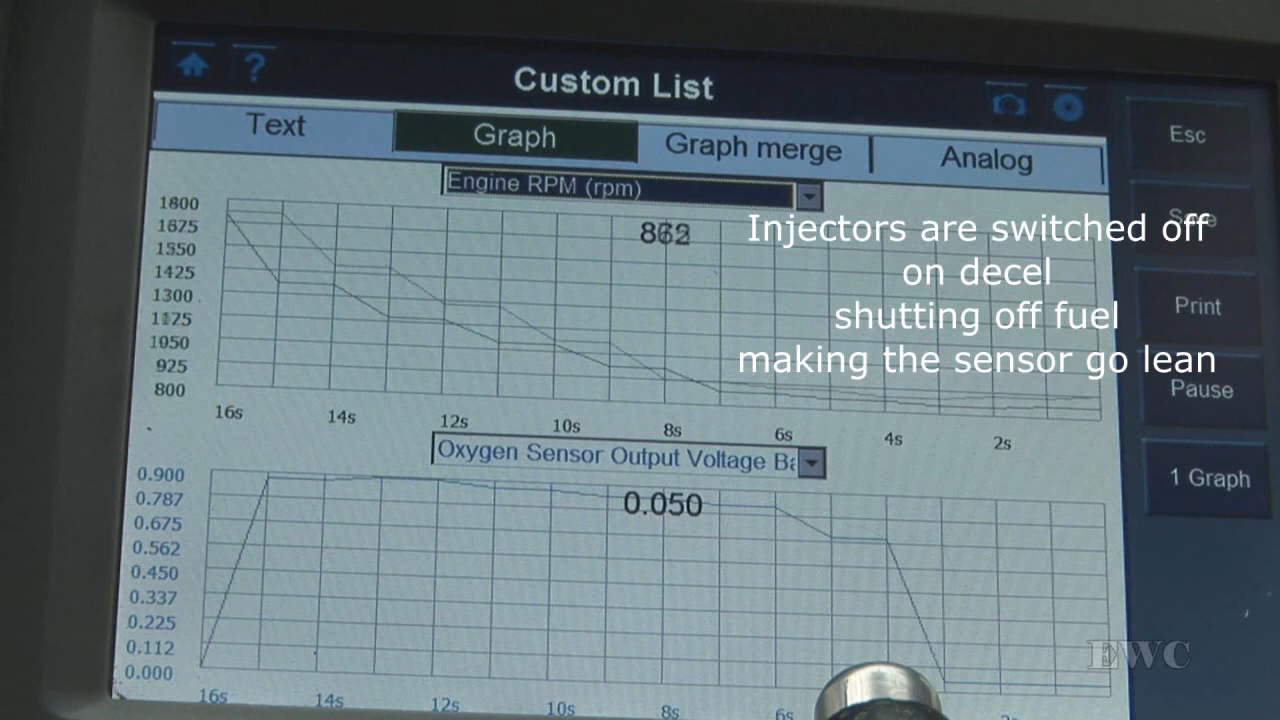 ?
Custom List
Text
Graph
Graph merge
Analog
Esc
Engine RPM (rpm)
1800
1675
1550
1425
1300
1175
1050
925
800
Injectors are switched off
on decel
shutting off fuel
making the sensor go lean
Save
Print
Pause
1 Graph
16s 14s 12s 10s 8s 6s 4s 2s
Oxygen Sensor Output Voltage Ba
0.900
0.787
0.675
0.562
0.450
0.337
0.225
0.112
0.000
0.050
16s 14s 12s 10s 8s 6s
EWC